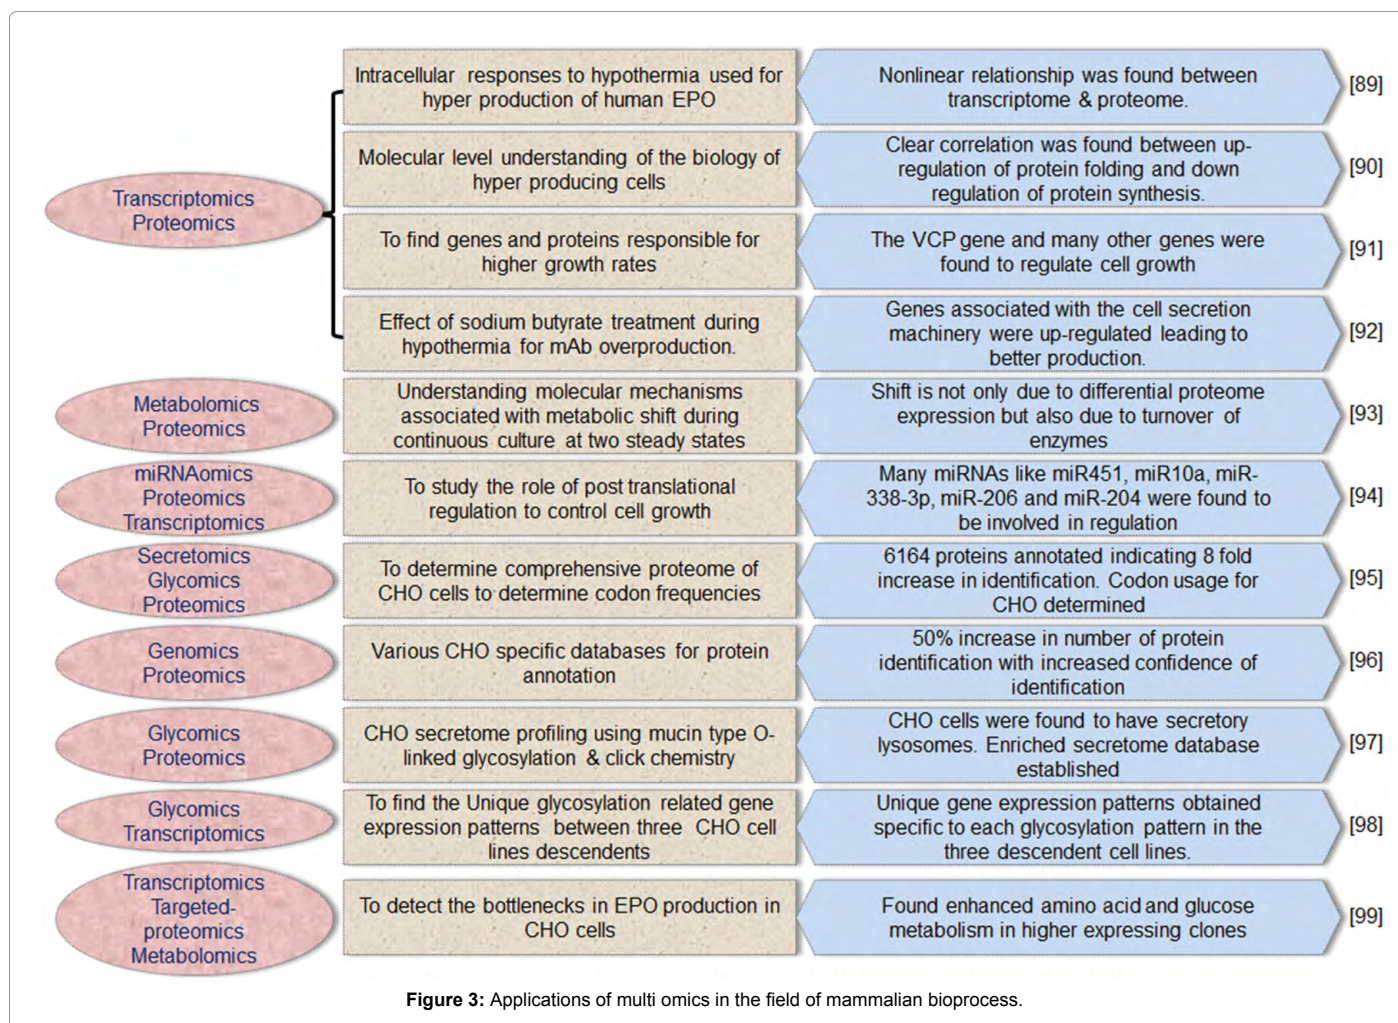 Transcriptomics
Proteomics
Intracellular responses to hypothermia used for
hyper production of human EPO
Nonlinear relationship was found between
transcriptome & proteome.
[89]
Molecular level understanding of the biology of
hyper producing cells
Clear correlation was found between up-
regulation of protein folding and down
regulation of protein synthesis.
[90]
To find genes and proteins responsible for
higher growth rates
The VCP gene and many other genes were
found to regulate cell growth
[91]
Effect of sodium butyrate treatment during
hypothermia for mAb overproduction.
Genes associated with the cell secretion
machinery were up-regulated leading to
better production.
[92]
Metabolomics
Proteomics
Understanding molecular mechanisms
associated with metabolic shift during
continuous culture at two steady states
Shift is not only due to differential proteome
expression but also due to turnover of
enzymes
[93]
miRNAomics
Proteomics
Transcriptomics
To study the role of post translational
regulation to control cell growth
Many miRNAs like miR451, miR10a, miR-
338-3p, miR-206 and miR-204 were found to
be involved in regulation
[94]
Secretomics
Glycomics
Proteomics
To determine comprehensive proteome of
CHO cells to determine codon frequencies
6164 proteins annotated indicating 8 fold
increase in identification. Codon usage for
CHO determined
[95]
Genomics
Proteomics
Various CHO specific databases for protein
annotation
50% increase in number of protein
identification with increased confidence of
identification
[96]
Glycomics
Proteomics
CHO secretome profiling using mucin type O-
linked glycosylation & click chemistry
CHO cells were found to have secretory
lysosomes. Enriched secretome database
established
[97]
Glycomics
Transcriptomics
To find the Unique glycosylation related gene
expression patterns between three CHO cell
lines descendents
Unique gene expression patterns obtained
specific to each glycosylation pattern in the
three descendent cell lines.
[98]
Transcriptomics
Targeted-
proteomics
Metabolomics
To detect the bottlenecks in EPO production in
CHO cells
Found enhanced amino acid and glucose
metabolism in higher expressing clones
[99]
Figure 3: Applications of multi omics in the field of mammalian bioprocess.